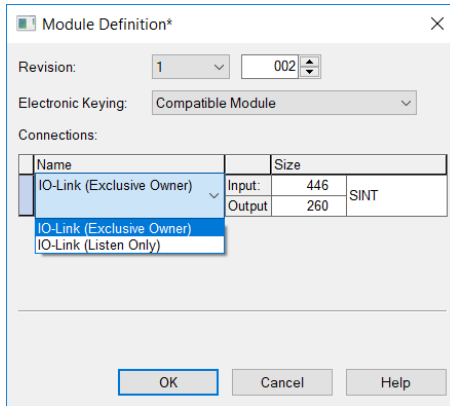 Module Definition*
Revision: 1 002
Electronic Keying: Compatible Module
Connections:
Name Size
IO-Link (Exclusive Owner) Input: 446 SINT
Output 260
IO-Link (Exclusive Owner)
IO-Link (Listen Only)
OK Cancel Help